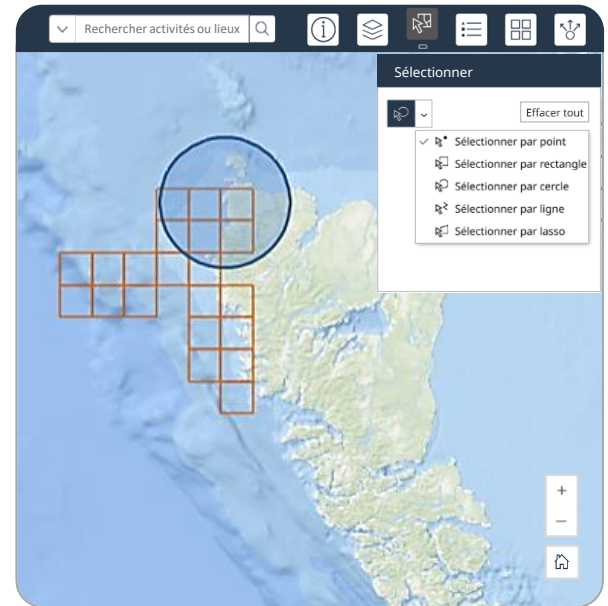 Rechercher activités ou lieux
Sélectionner
Effacer tout
Sélectionner par point
Sélectionner par rectangle
Sélectionner par cercle
Sélectionner par ligne
Sélectionner par lasso